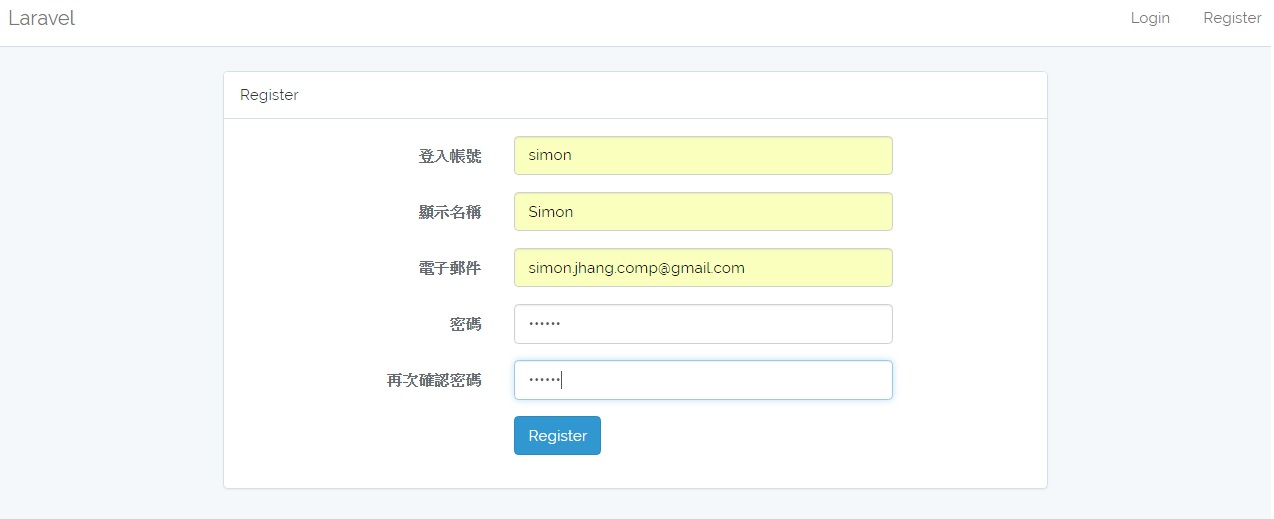 Laravel
Login
Register
Register
登入帳號
simon
顯示名稱
Simon
電子郵件
simon.jhang.comp@gmail.com
密碼
••••••
再次確認密碼
••••••
Register